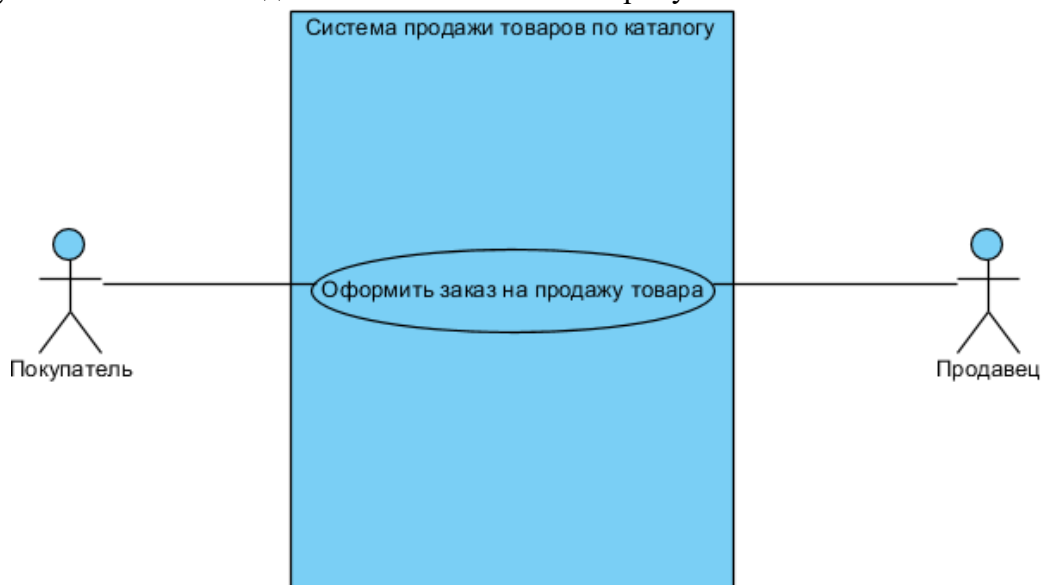 Система продажи товаров по каталогу
Оформить заказ на продажу товара
Покупатель
Продавец